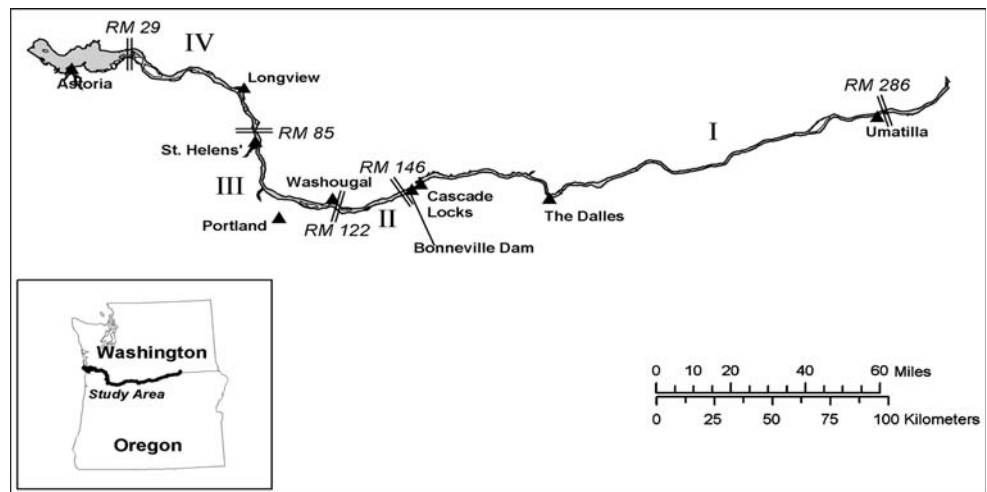 RM 29
IV
Astoria
Longview
RM 85
St. Helens'
III
Washougal
RM 146
Portland
RM 122
II
Cascade
Locks
Bonneville Dam
The Dalles
I
RM 286
Umatilla
Washington
Study Area
Oregon
0 10 20 40 60 Miles
0 25 50 75 100 Kilometers